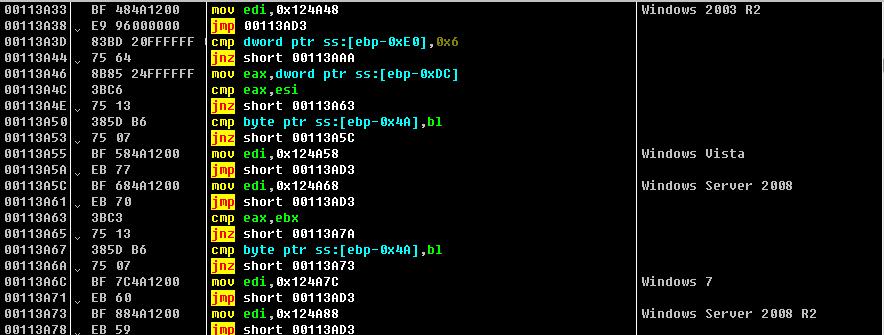 00113A33 BF 484A1200 mov edi,0x124A48 Windows 2003 R2
00113A38 E9 96000000 jmp 00113AD3
00113A3D 83BD 20FFFFFF cmp dword ptr ss:[ebp-0xE0],0x6
00113A44 75 64 jnz short 00113AAA
00113A46 8B85 24FFFFFF mov eax,dword ptr ss:[ebp-0xDC]
00113A4C 3BC6 cmp eax,esi
00113A4E 75 13 jnz short 00113A63
00113A50 385D B6 cmp byte ptr ss:[ebp-0x4A],bl
00113A53 75 07 jnz short 00113A5C
00113A55 BF 584A1200 mov edi,0x124A58 Windows Vista
00113A5A EB 77 jmp short 00113AD3
00113A5C BF 684A1200 mov edi,0x124A68 Windows Server 2008
00113A61 EB 70 jmp short 00113AD3
00113A63 3BC3 cmp eax,ebx
00113A65 75 13 jnz short 00113A7A
00113A67 385D B6 cmp byte ptr ss:[ebp-0x4A],bl
00113A6A 75 07 jnz short 00113A73
00113A6C BF 7C4A1200 mov edi,0x124A7C Windows 7
00113A71 EB 60 jmp short 00113AD3
00113A73 BF 884A1200 mov edi,0x124A88 Windows Server 2008 R2
00113A78 EB 59 jmp short 00113AD3